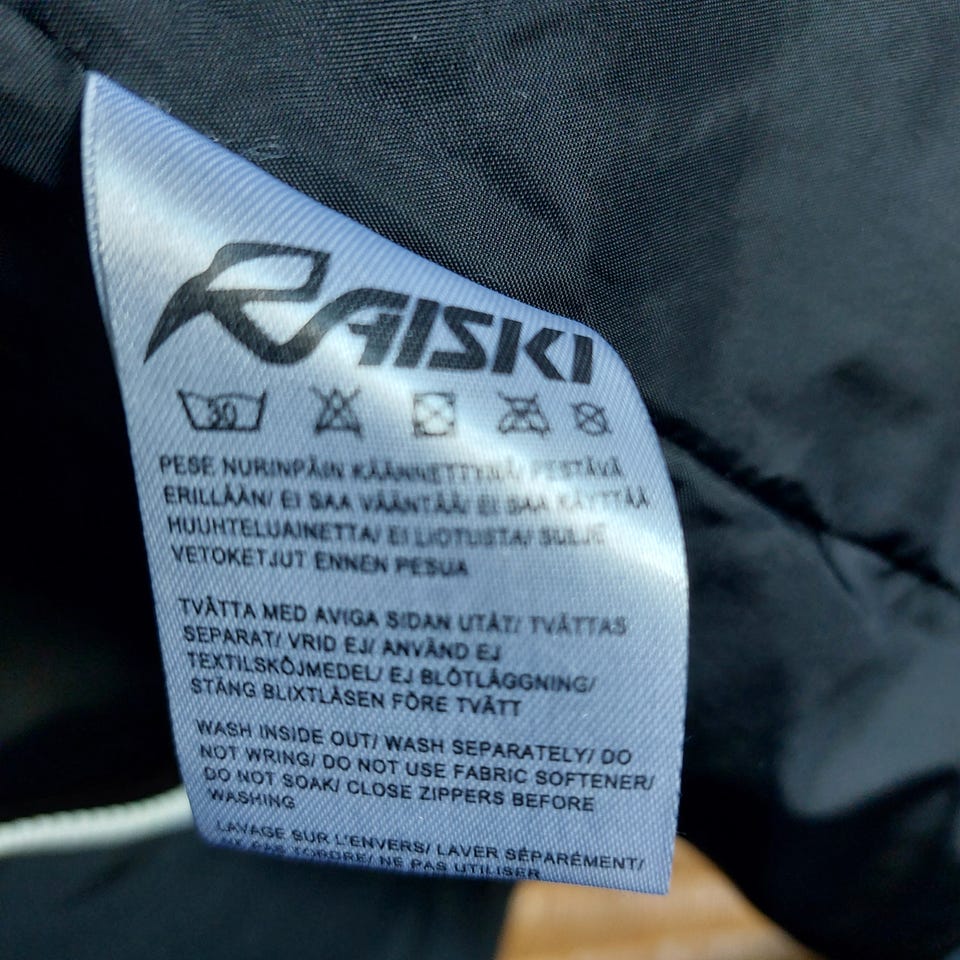 RAISKI
30
PESE NURINPÄIN KÄÄNNETTYNÄ/ PESTÄVÄ
ERILLÄÄN/ EI SAA VÄÄNTÄÄ/ EI SAA KÄYTTÄÄ
HUUHTELUAINETTA/ EI LIOTUSTA/ SULJE
VETOKETJUT ENNEN PESUA
TVÄTTA MED AVIGA SIDAN UTÅT/ TVÄTTAS
SEPARAT/ VRID EJ/ ANVÄND EJ
TEXTILSKÖJMEDEL/ EJ BLÖTLÄGGNING/
STÄNG BLIXTLÅSEN FÖRE TVÄTT
WASH INSIDE OUT/ WASH SEPARATELY/ DO
NOT WRING/ DO NOT USE FABRIC SOFTENER/
DO NOT SOAK/ CLOSE ZIPPERS BEFORE
WASHING
LAVAGE SUR L'ENVERS/ LAVER SÉPARÉMENT/
PAS TORDRE/ NE PAS UTILISER